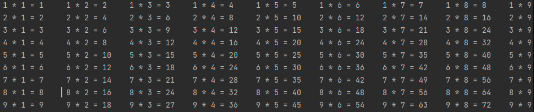 1 * 1 = 1 1 * 2 = 2 1 * 3 = 3 1 * 4 = 4 1 * 5 = 5 1 * 6 = 6 1 * 7 = 7 1 * 8 = 8 1 * 9
2 * 1 = 2 2 * 2 = 4 2 * 3 = 6 2 * 4 = 8 2 * 5 = 10 2 * 6 = 12 2 * 7 = 14 2 * 8 = 16 2 * 9
3 * 1 = 3 3 * 2 = 6 3 * 3 = 9 3 * 4 = 12 3 * 5 = 15 3 * 6 = 18 3 * 7 = 21 3 * 8 = 24 3 * 9
4 * 1 = 4 4 * 2 = 8 4 * 3 = 12 4 * 4 = 16 4 * 5 = 20 4 * 6 = 24 4 * 7 = 28 4 * 8 = 32 4 * 9
5 * 1 = 5 5 * 2 = 10 5 * 3 = 15 5 * 4 = 20 5 * 5 = 25 5 * 6 = 30 5 * 7 = 35 5 * 8 = 40 5 * 9
6 * 1 = 6 6 * 2 = 12 6 * 3 = 18 6 * 4 = 24 6 * 5 = 30 6 * 6 = 36 6 * 7 = 42 6 * 8 = 48 6 * 9
7 * 1 = 7 7 * 2 = 14 7 * 3 = 21 7 * 4 = 28 7 * 5 = 35 7 * 6 = 42 7 * 7 = 49 7 * 8 = 56 7 * 9
8 * 1 = 8 8 * 2 = 16 8 * 3 = 24 8 * 4 = 32 8 * 5 = 40 8 * 6 = 48 8 * 7 = 56 8 * 8 = 64 8 * 9
9 * 1 = 9 9 * 2 = 18 9 * 3 = 27 9 * 4 = 36 9 * 5 = 45 9 * 6 = 54 9 * 7 = 63 9 * 8 = 72 9 * 9